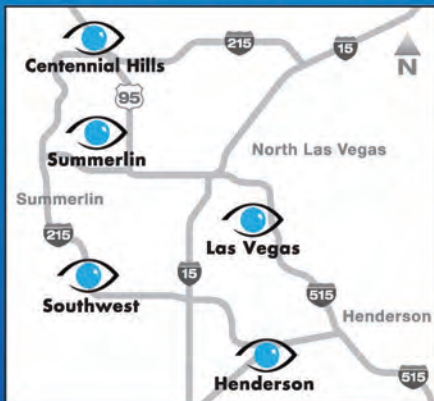 215
15
Centennial Hills
N
95
North Las Vegas
Summerlin
Summerlin
215
Las Vegas
15
Southwest
515
Henderson
Henderson
515